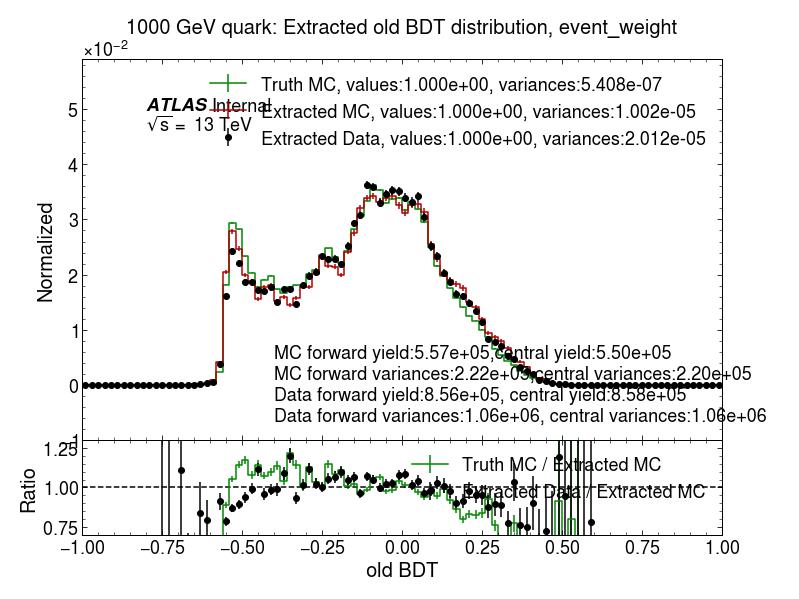 1000 GeV quark: Extracted old BDT distribution, event_weight
×10⁻²
Truth MC, values:1.000e+00, variances:5.408e-07
ATLAS Internal
Extracted MC, values:1.000e+00, variances:1.002e-05
√s = 13 TeV
Extracted Data, values:1.000e+00, variances:2.012e-05
5
4
3
2
1
0
−1
Normalized
MC forward yield:5.57e+05, central yield:5.50e+05
MC forward variances:2.22e+05, central variances:2.20e+05
Data forward yield:8.56e+05, central yield:8.58e+05
Data forward variances:1.06e+06, central variances:1.06e+06
1.25
1.00
0.75
Ratio
Truth MC / Extracted MC
Extracted Data / Extracted MC
−1.00 −0.75 −0.50 −0.25 0.00 0.25 0.50 0.75 1.00
old BDT